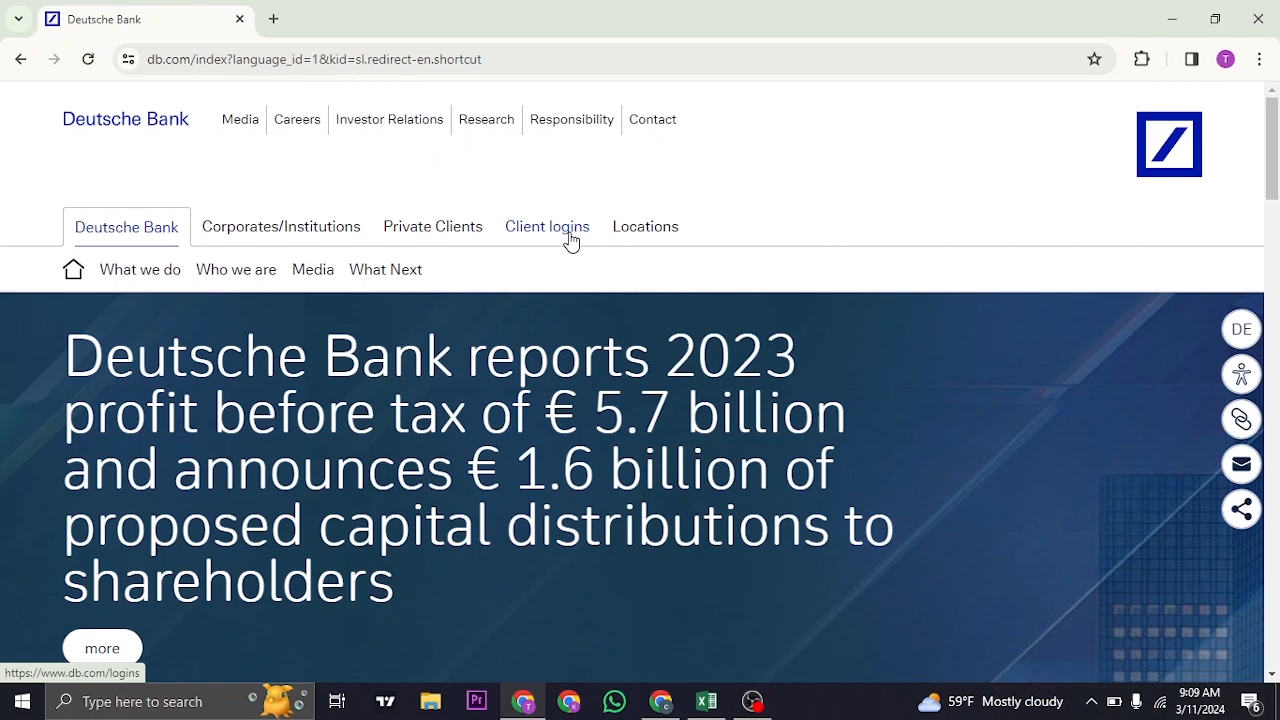 Deutsche Bank
db.com/index?language_id=1&kid=sl.redirect-en.shortcut
T
Deutsche Bank
Media
Careers
Investor Relations
Research
Responsibility
Contact
Deutsche Bank
Corporates/Institutions
Private Clients
Client logins
Locations
What we do
Who we are
Media
What Next
Deutsche Bank reports 2023
profit before tax of € 5.7 billion
and announces € 1.6 billion of
proposed capital distributions to
shareholders
DE
more
https://www.db.com/logins
Type here to search
Pr
T
C
59°F Mostly cloudy
9:09 AM
3/11/2024
6